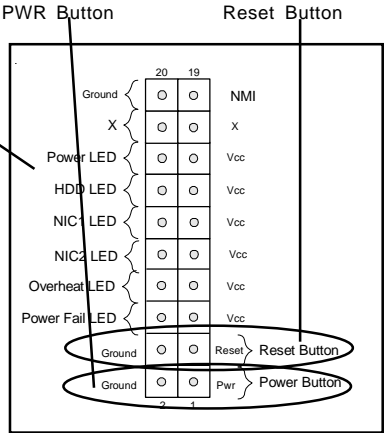 PWR Button Reset Button
20 19
Ground NMI
X X
Power LED Vcc
HDD LED Vcc
NIC1 LED Vcc
NIC2 LED Vcc
Overheat LED Vcc
Power Fail LED Vcc
Ground Reset Reset Button
Ground Pwr Power Button
2 1